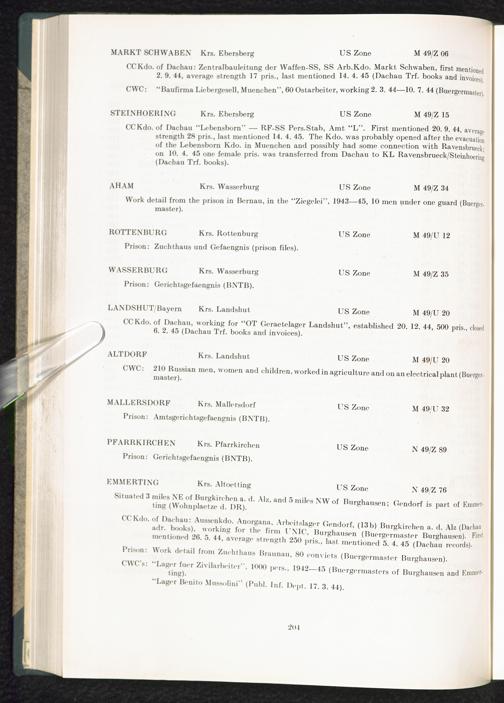 MARKT SCHWABEN Krs. Ebersberg US Zone M 49/Z 06
CC Kdo. of Dachau: Zentralbauleitung der Waffen-SS, SS Arb.Kdo. Markt Schwaben, first mentioned
2. 9. 44, average strength 17 pris., last mentioned 14. 4. 45 (Dachau Trf. books and invoices).
CWC: "Baufirma Liebergesell, Muenchen", 60 Ostarbeiter, working 2. 3. 44—10. 7. 44 (Buergermaster).
STEINHOERING Krs. Ebersberg US Zone M 49/Z 15
CC Kdo. of Dachau "Lebensborn" — RF-SS Pers.Stab, Amt "L". First mentioned 20. 9. 44, average
strength 28 pris., last mentioned 14. 4. 45. The Kdo. was probably opened after the evacuation
of the Lebensborn Kdo. in Muenchen and possibly had some connection with Ravensbrueck;
on 10. 4. 45 one female pris. was transferred from Dachau to KL Ravensbrueck/Steinhoering
(Dachau Trf. books).
AHAM Krs. Wasserburg US Zone M 49/Z 34
Work detail from the prison in Bernau, in the "Ziegelei", 1943—45, 10 men under one guard (Buerger-
master).
ROTTENBURG Krs. Rottenburg US Zone M 49/U 12
Prison: Zuchthaus und Gefaengnis (prison files).
WASSERBURG Krs. Wasserburg US Zone M 49/Z 35
Prison: Gerichtsgefaengnis (BNTB).
LANDSHUT/Bayern Krs. Landshut US Zone M 49/U 20
CC Kdo. of Dachau, working for "OT Geraetelager Landshut", established 20. 12. 44, 500 pris., closed
6. 2. 45 (Dachau Trf. books and invoices).
ALTDORF Krs. Landshut US Zone M 49/U 20
CWC: 210 Russian men, women and children, worked in agriculture and on an electrical plant (Buerger-
master).
MALLERSDORF Krs. Mallersdorf US Zone M 49/U 32
Prison: Amtsgerichtsgefaengnis (BNTB).
PFARRKIRCHEN Krs. Pfarrkirchen US Zone N 49/Z 89
Prison: Gerichtsgefaengnis (BNTB).
EMMERTING Krs. Altoetting US Zone N 49/Z 76
Situated 3 miles NE of Burgkirchen a. d. Alz, and 5 miles NW of Burghausen; Gendorf is part of Emmer-
ting (Wohnplaetze d. DR).
CC Kdo. of Dachau: Aussenkdo. Anorgana, Arbeitslager Gendorf, (13b) Burgkirchen a. d. Alz (Dachau
adr. books), working for the firm UNIC, Burghausen (Buergermaster Burghausen). First
mentioned 26. 5. 44, average strength 250 pris., last mentioned 5. 4. 45 (Dachau records).
Prison: Work detail from Zuchthaus Braunau, 80 convicts (Buergermaster Burghausen).
CWC's: "Lager fuer Zivilarbeiter", 1000 pers., 1942—45 (Buergermasters of Burghausen and Emmer-
ting).
"Lager Benito Mussolini" (Publ. Inf. Dept. 17. 3. 44).
204